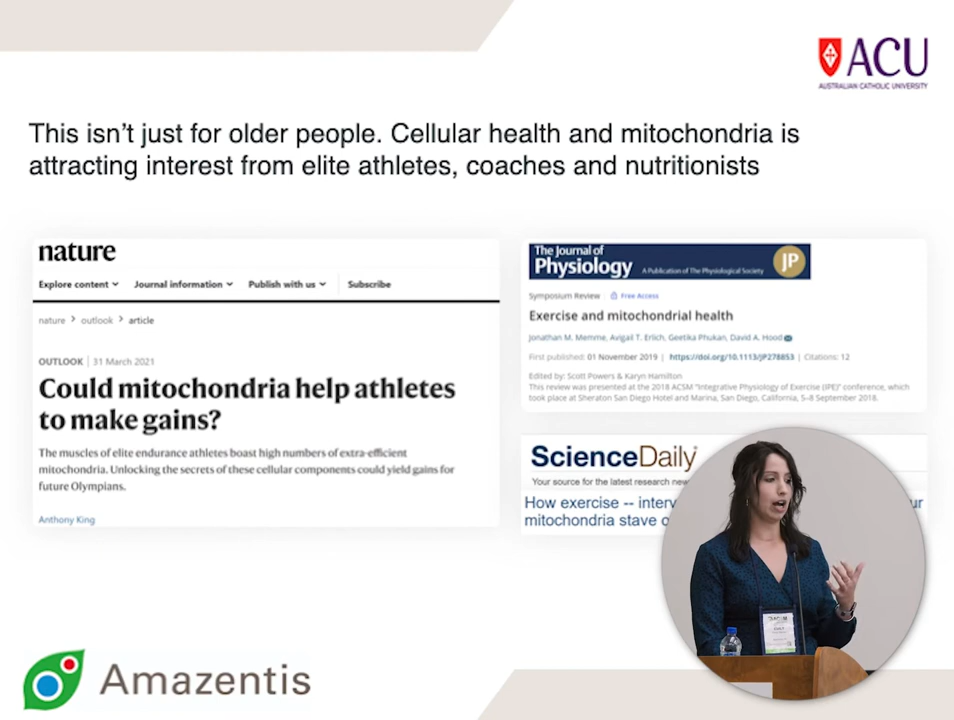 ACU
AUSTRALIAN CATHOLIC UNIVERSITY
This isn't just for older people. Cellular health and mitochondria is
attracting interest from elite athletes, coaches and nutritionists
nature
Explore content Journal information Publish with us Subscribe
nature > outlook > article
OUTLOOK | 31 March 2021
Could mitochondria help athletes
to make gains?
The muscles of elite endurance athletes boast high numbers of extra-efficient
mitochondria. Unlocking the secrets of these cellular components could yield gains for
future Olympians.
Anthony King
The Journal of
Physiology A Publication of The Physiological Society JP
Symposium Review Free Access
Exercise and mitochondrial health
Jonathan M. Memme, Avigail T. Erlich, Geetika Phukan, David A. Hood
First published: 01 November 2019 | https://doi.org/10.1113/JP278853 | Citations: 12
Edited by: Scott Powers & Karyn Hamilton
This review was presented at the 2018 ACSM "Integrative Physiology of Exercise (IPE)" conference, which
took place at Sheraton San Diego Hotel and Marina, San Diego, California, 5–8 September 2018.
ScienceDaily
Your source for the latest research
How exercise -- ur
mitochondria stave
Amazentis